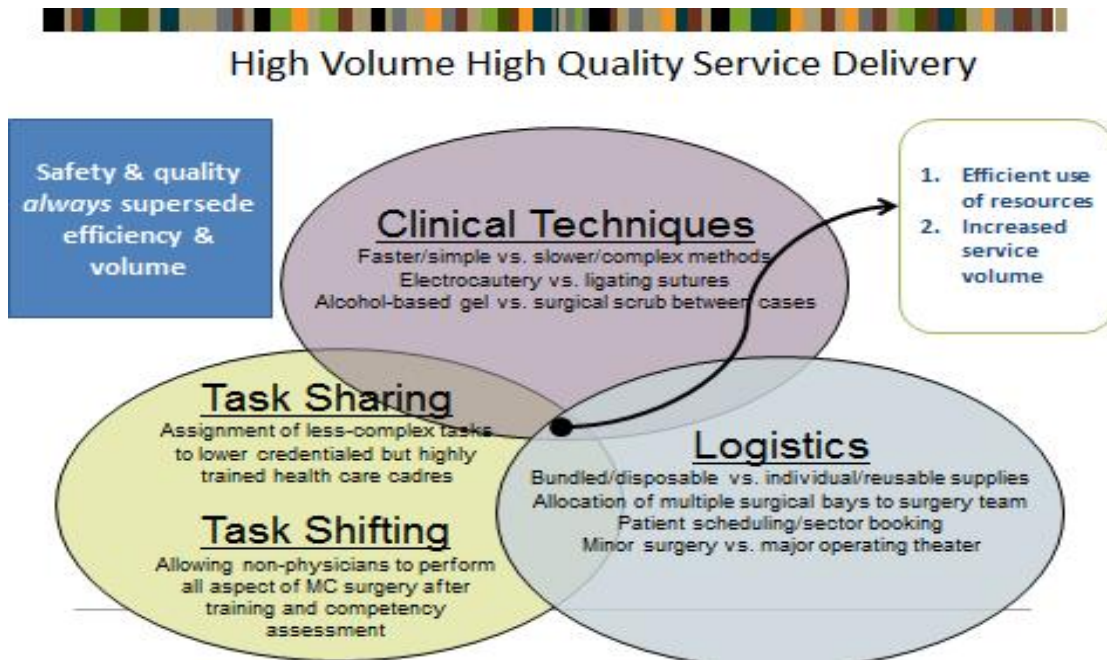 High Volume High Quality Service Delivery
Safety & quality
always supersede
efficiency &
volume
Clinical Techniques
Faster/simple vs. slower/complex methods
Electrocautery vs. ligating sutures
Alcohol-based gel vs. surgical scrub between cases
1. Efficient use
of resources
2. Increased
service
volume
Task Sharing
Assignment of less-complex tasks
to lower credentialed but highly
trained health care cadres
Task Shifting
Allowing non-physicians to perform
all aspect of MC surgery after
training and competency
assessment
Logistics
Bundled/disposable vs. individual/reusable supplies
Allocation of multiple surgical bays to surgery team
Patient scheduling/sector booking
Minor surgery vs. major operating theater